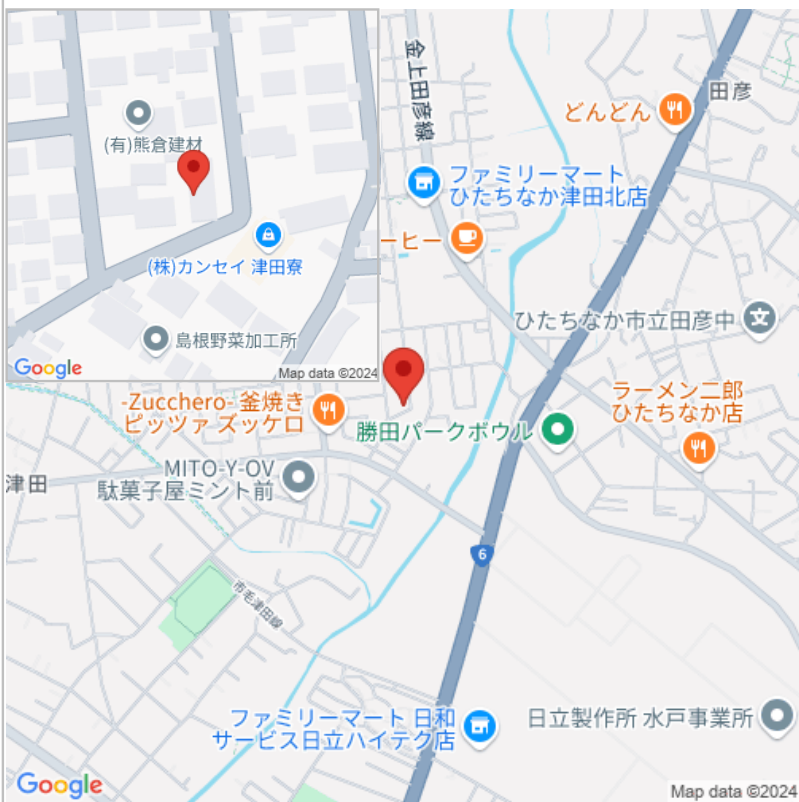 (有)熊倉建材
(株)カンセイ 津田寮
島根野菜加工所
Google
Map data ©2024
金上田彦線
どんどん
田彦
ファミリーマート
ひたちなか津田北店
ーヒー
ひたちなか市立田彦中
文
-Zucchero- 釜焼き
ピッツァ ズッケロ
ラーメン二郎
ひたちなか店
勝田パークボウル
MITO-Y-OV
駄菓子屋ミント前
津田
6
市毛津田線
ファミリーマート 日和
サービス日立ハイテク店
日立製作所 水戸事業所
Google
Map data ©2024